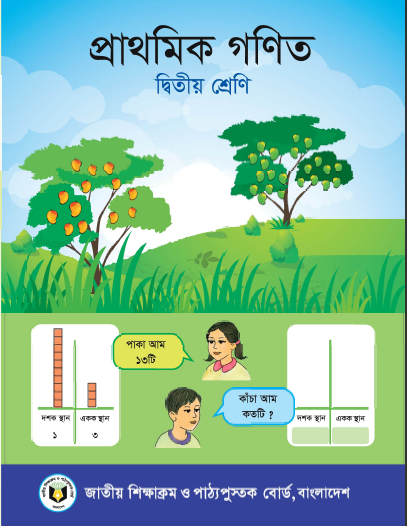 প্রাথমিক গণিত
দ্বিতীয় শ্রেণি
পাকা আম
১৩টি
কাঁচা আম
কতটি ?
দশক স্থান একক স্থান
১ ৩
দশক স্থান একক স্থান
জাতীয় শিক্ষাক্রম ও পাঠ্যপুস্তক বোর্ড, বাংলাদেশ